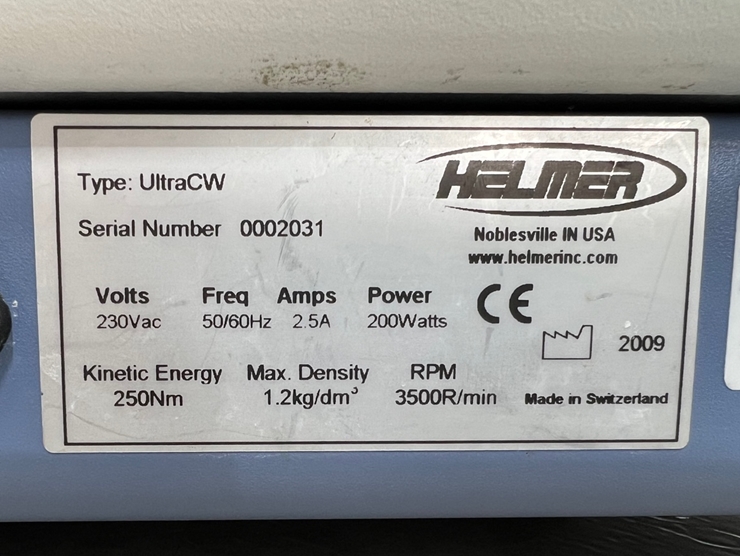 HELMER
Type: UltraCW
Serial Number 0002031
Noblesville IN USA
www.helmerinc.com
Volts Freq Amps Power
230Vac 50/60Hz 2.5A 200Watts
CE
2009
Kinetic Energy Max. Density RPM
250Nm 1.2kg/dm³ 3500R/min
Made in Switzerland